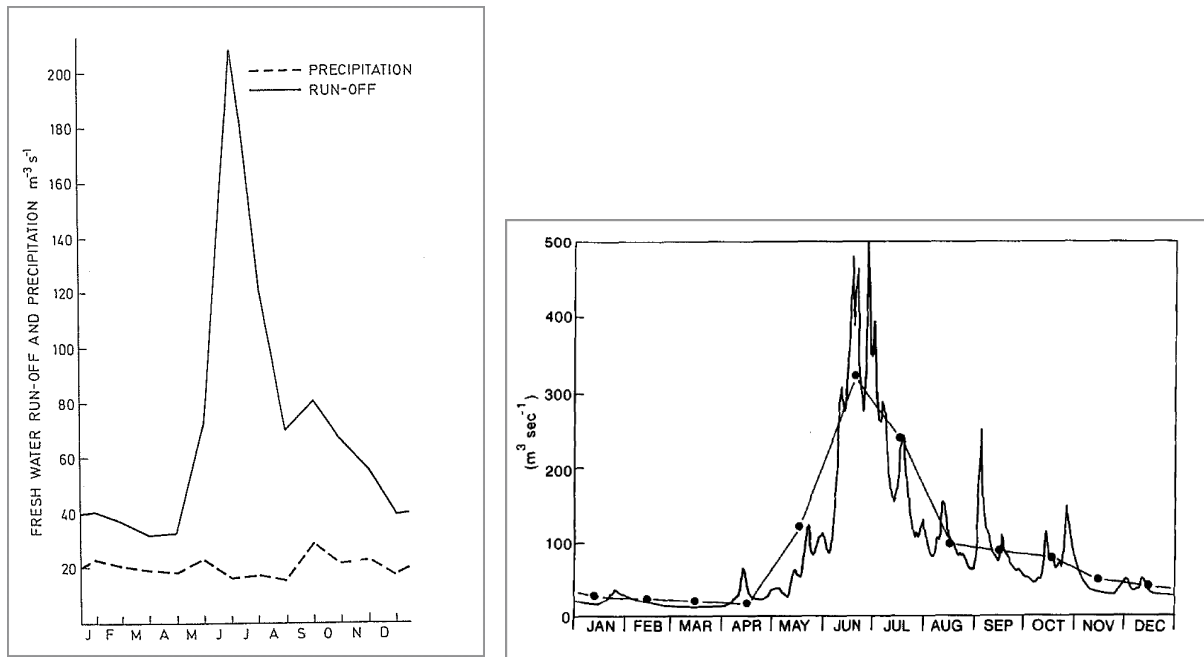 FRESH WATER RUN-OFF AND PRECIPITATION m⁻³ s⁻¹
PRECIPITATION
RUN-OFF
200
180
160
140
120
100
80
60
40
20
J F M A M J J A S O N D
(m³ sec⁻¹)
500
400
300
200
100
0
JAN FEB MAR APR MAY JUN JUL AUG SEP OCT NOV DEC